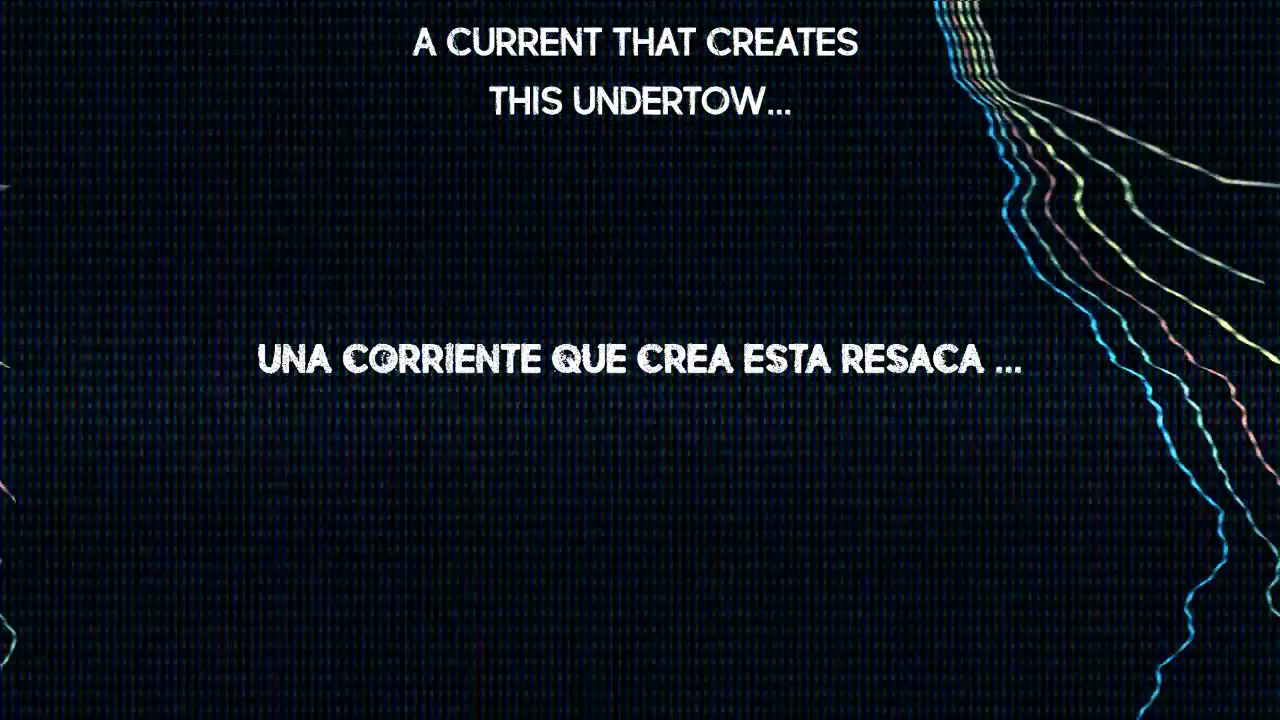 A CURRENT THAT CREATES
THIS UNDERTOW...
UNA CORRIENTE QUE CREA ESTA RESACA ...